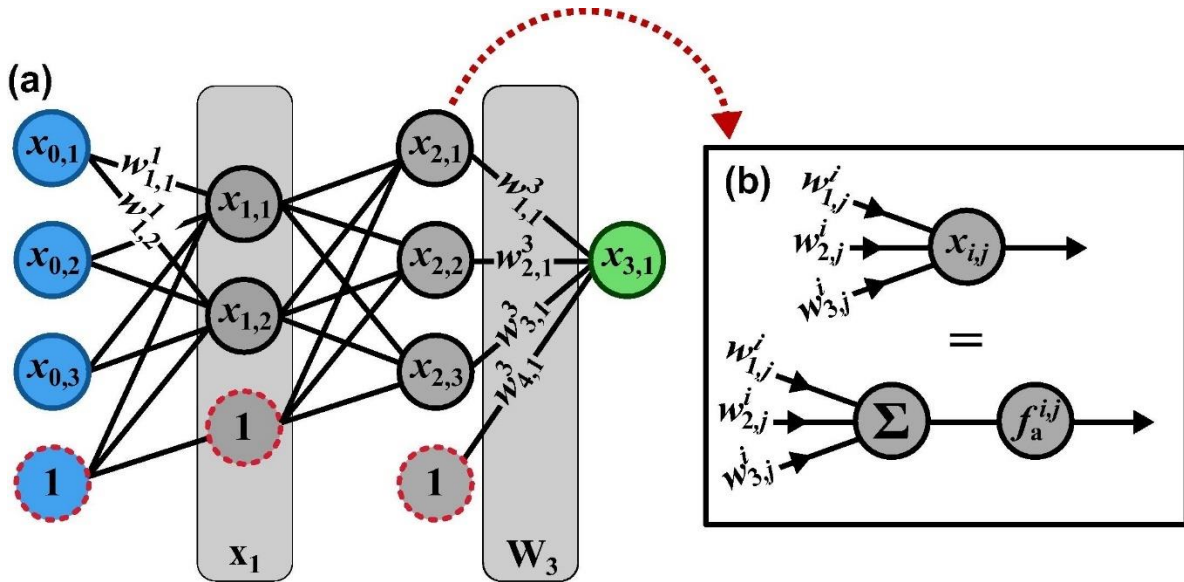 (a)
x0,1
x0,2
x0,3
1
w¹1,1
w¹1,2
x1,1
x1,2
1
x₁
x2,1
x2,2
x2,3
1
w³1,1
w³2,1
w³3,1
w³4,1
W₃
x3,1
(b)
wⁱ1,j
wⁱ2,j
wⁱ3,j
xi,j
=
wⁱ1,j
wⁱ2,j
wⁱ3,j
Σ
fₐ^i,j